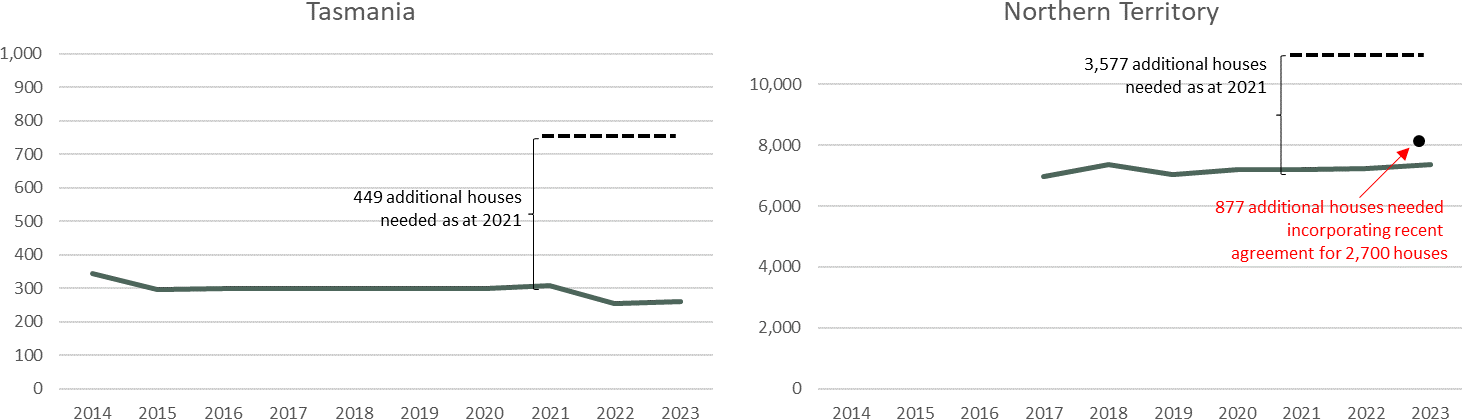 Tasmania
1,000
900
800
700
600
500
400
300
200
100
0
449 additional houses
needed as at 2021
2014 2015 2016 2017 2018 2019 2020 2021 2022 2023
Northern Territory
10,000
8,000
6,000
4,000
2,000
0
3,577 additional houses
needed as at 2021
877 additional houses needed
incorporating recent
agreement for 2,700 houses
2014 2015 2016 2017 2018 2019 2020 2021 2022 2023